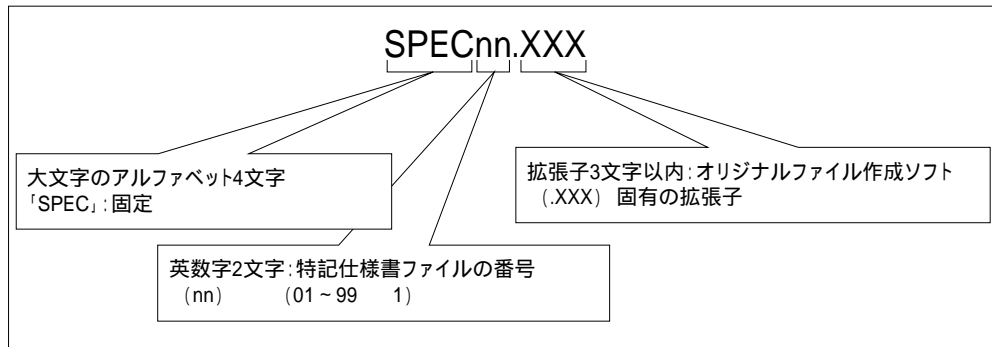 SPECnn.XXX
大文字のアルファベット4文字
「SPEC」:固定
拡張子3文字以内:オリジナルファイル作成ソフト
(.XXX) 固有の拡張子
英数字2文字:特記仕様書ファイルの番号
(nn) (01~99 1)